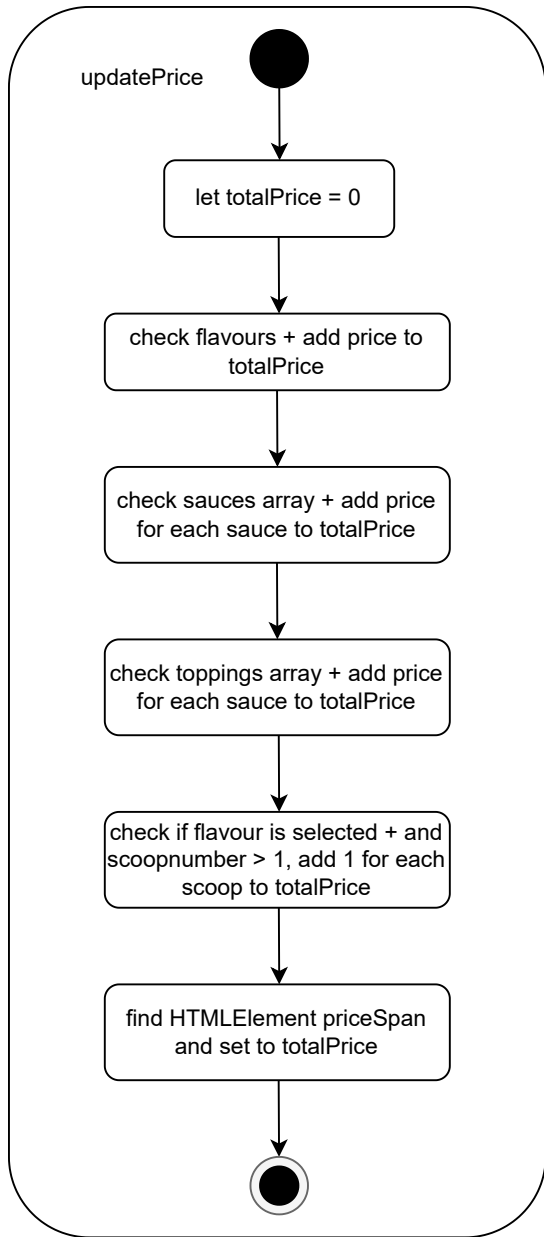 updatePrice
let totalPrice = 0
check flavours + add price to
totalPrice
check sauces array + add price
for each sauce to totalPrice
check toppings array + add price
for each sauce to totalPrice
check if flavour is selected + and
scoopnumber > 1, add 1 for each
scoop to totalPrice
find HTMLElement priceSpan
and set to totalPrice